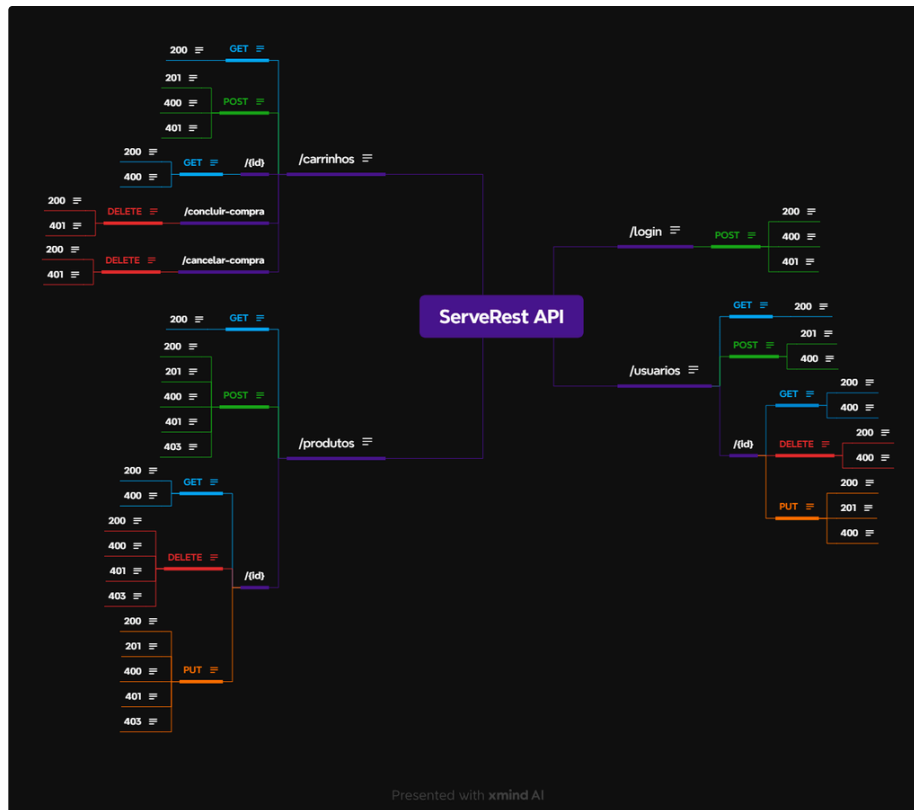 ServeRest API
/carrinhos
GET
200
POST
201
400
401
/{id}
GET
200
400
/concluir-compra
DELETE
200
401
/cancelar-compra
DELETE
200
401
/produtos
GET
200
POST
200
201
400
401
403
/{id}
GET
200
400
DELETE
200
400
401
403
PUT
200
201
400
401
403
/login
POST
200
400
401
/usuarios
GET
200
POST
201
400
/{id}
GET
200
400
DELETE
200
400
PUT
200
201
400
Presented with xmind AI